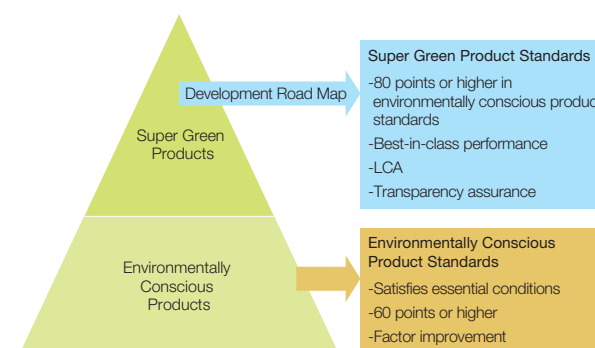 Development Road Map
Super Green
Products
Environmentally
Conscious
Products
Super Green Product Standards
-80 points or higher in
environmentally conscious product
standards
-Best-in-class performance
-LCA
-Transparency assurance
Environmentally Conscious
Product Standards
-Satisfies essential conditions
-60 points or higher
-Factor improvement